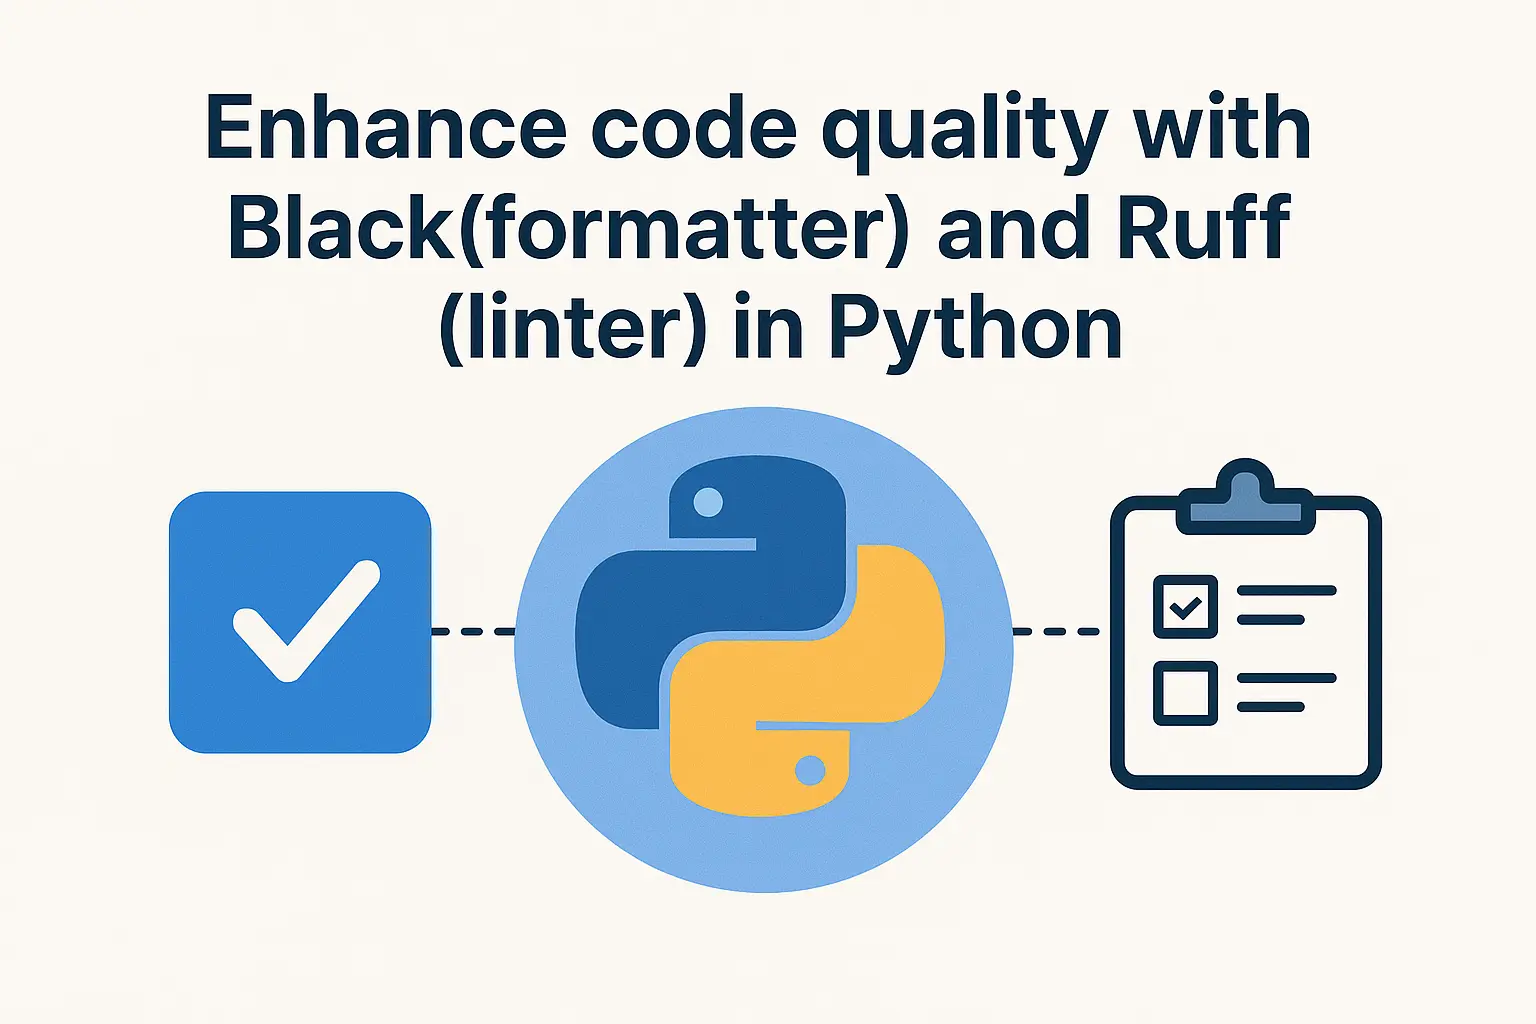 Enhance code quality with
Black(formatter) and Ruff
(linter) in Python